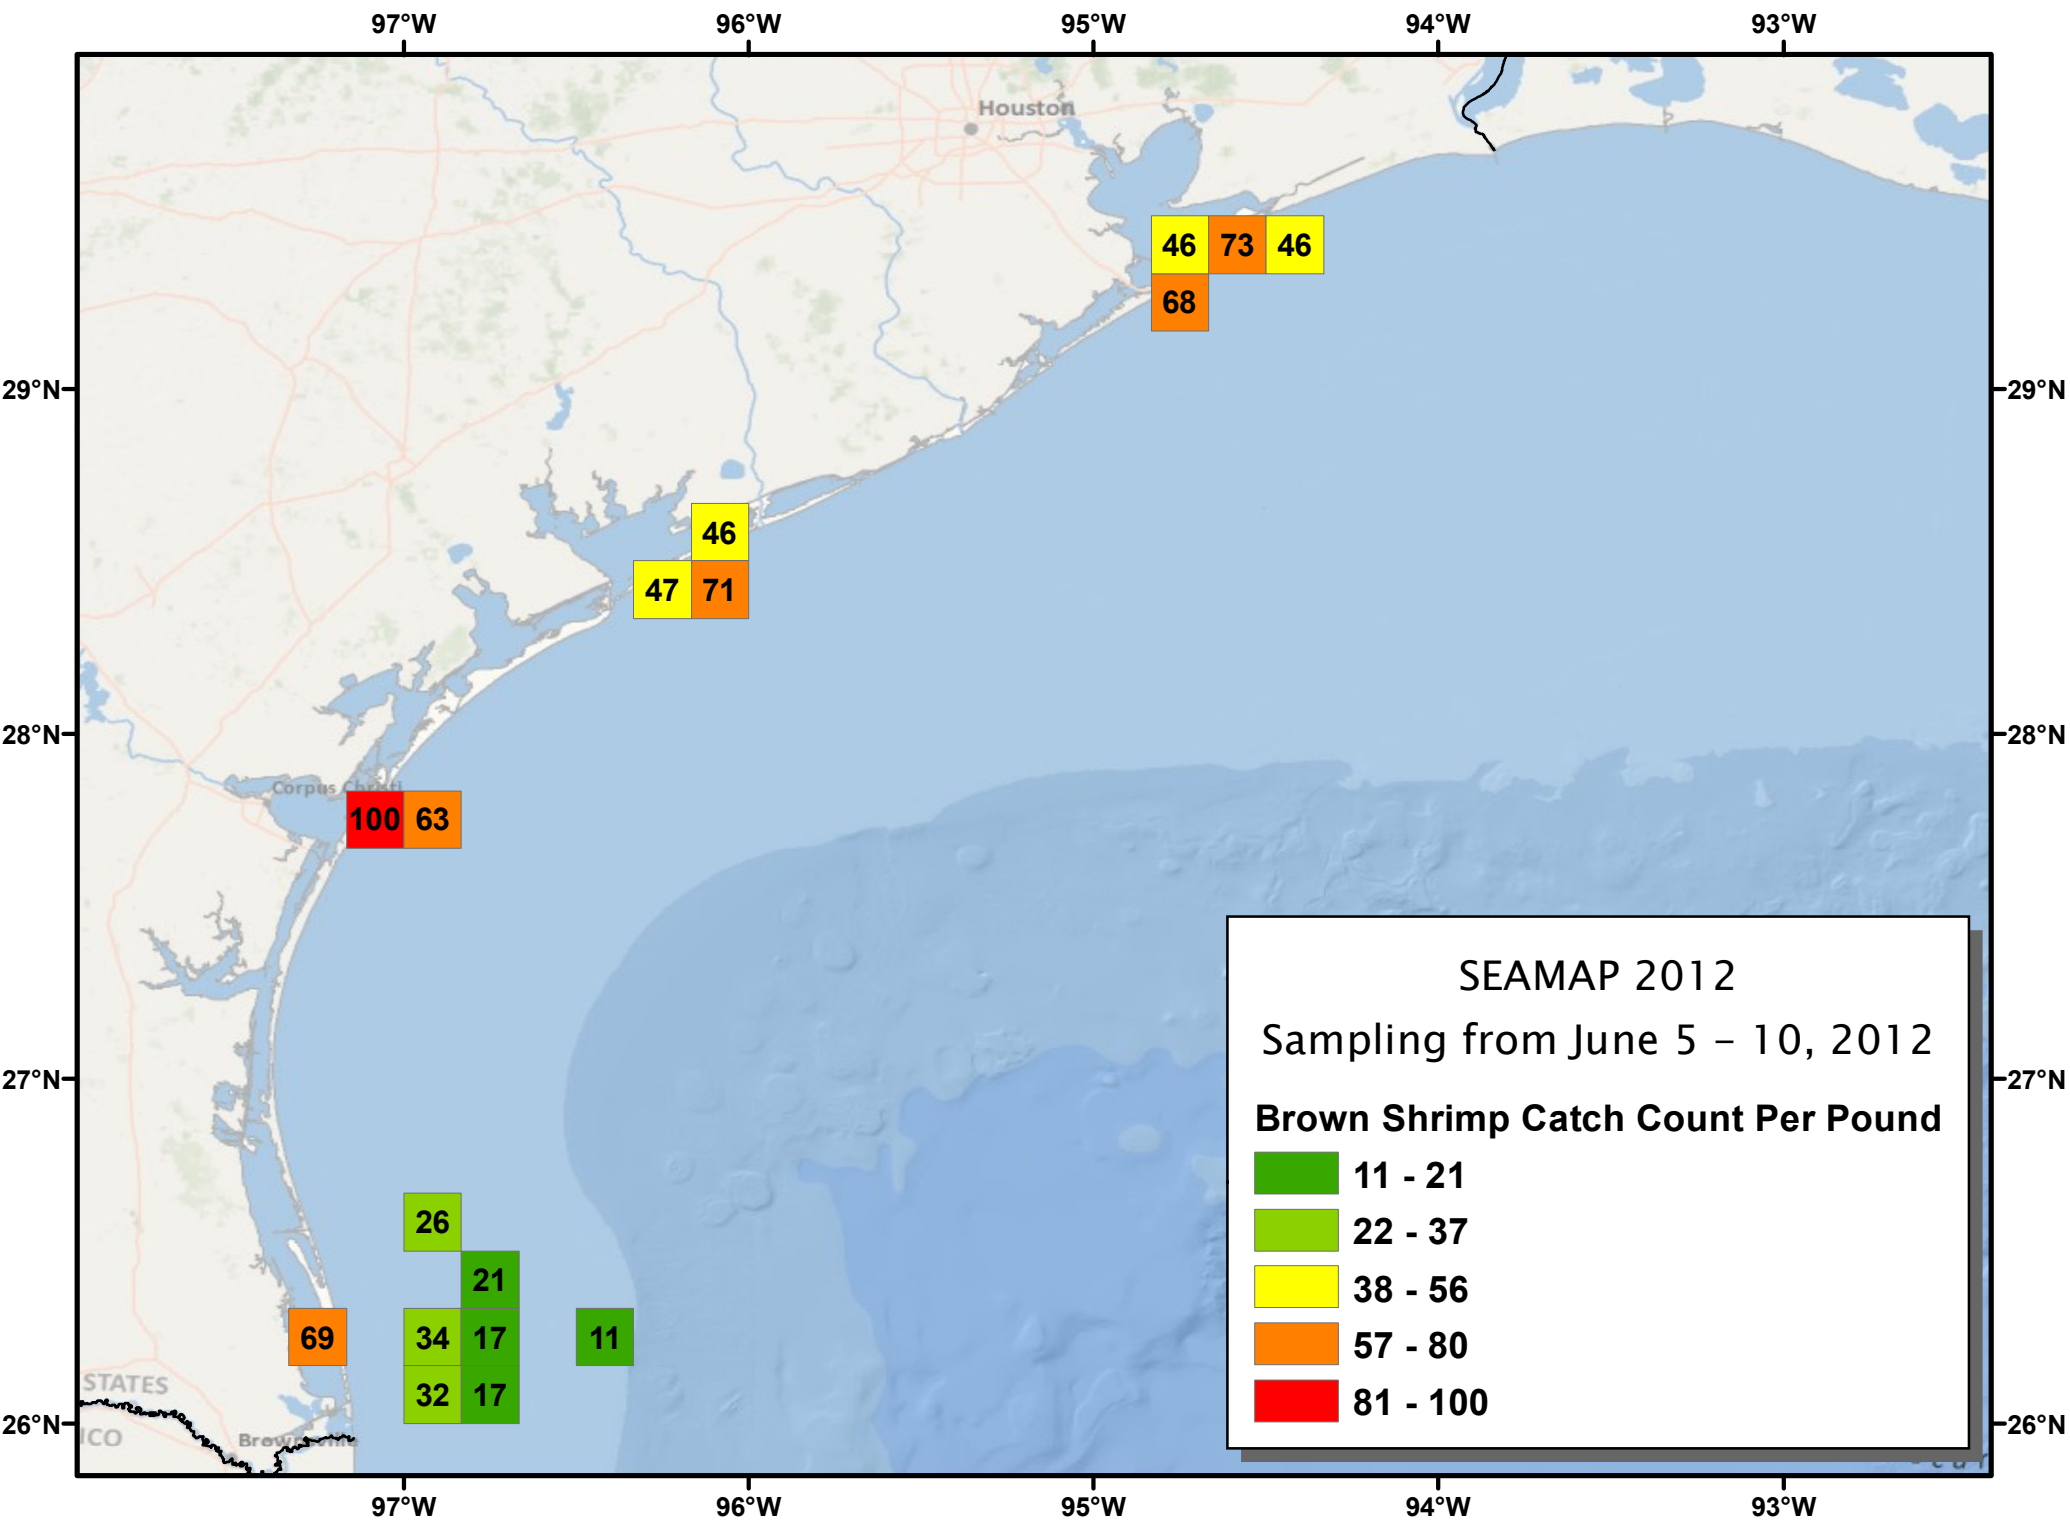 97°W 96°W 95°W 94°W 93°W
Houston
46 73 46
68
29°N 29°N
46
47 71
28°N 28°N
Corpus Christi
100 63
SEAMAP 2012
Sampling from June 5 – 10, 2012
27°N 27°N
Brown Shrimp Catch Count Per Pound
11 - 21
22 - 37
38 - 56
57 - 80
81 - 100
26
21
69 34 17 11
STATES
32 17
26°N 26°N
ICO
Brownsville
97°W 96°W 95°W 94°W 93°W